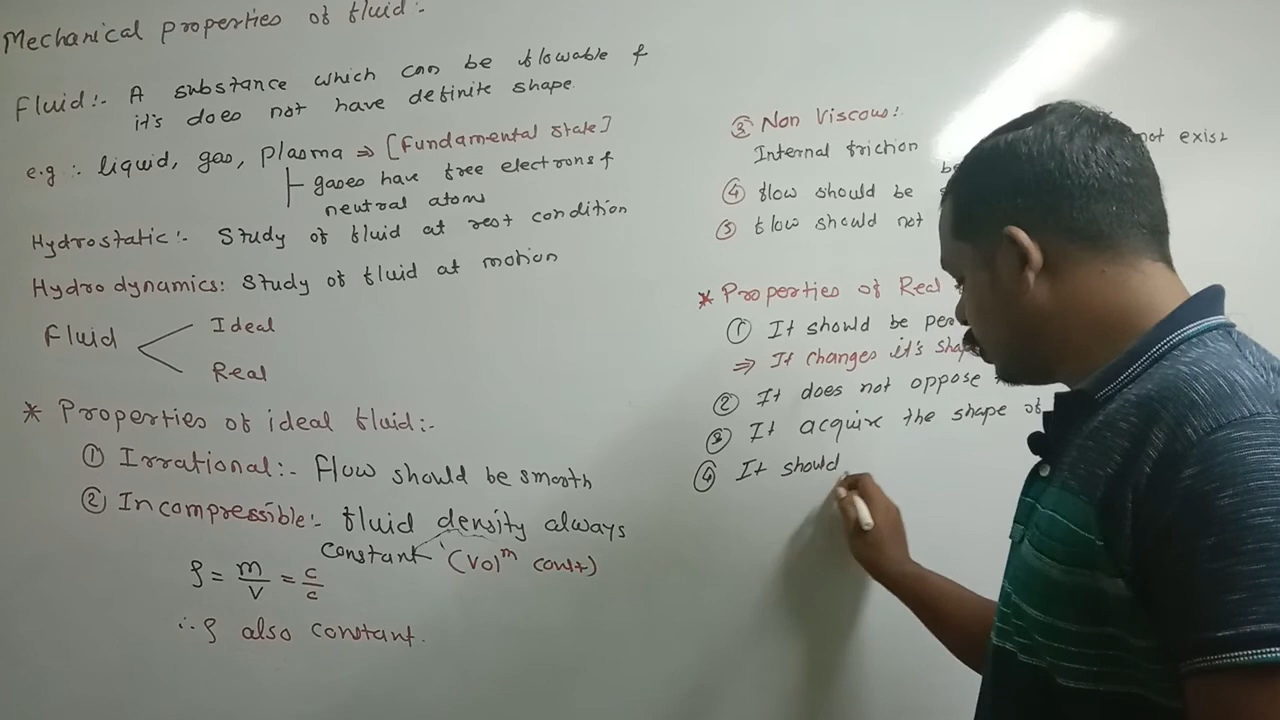 Mechanical properties of fluid:-
Fluid:- A substance which can be flowable &
it's does not have definite shape.
e.g :- liquid, gas, plasma ⇒ [Fundamental state]
gases have free electrons &
neutral atoms
Hydrostatic:- Study of fluid at rest condition
Hydrodynamics: Study of fluid at motion
Fluid
Ideal
Real
* Properties of ideal fluid:-
① Irrational:- Flow should be smooth
② Incompressible:- fluid density always
constant (Vol^m const)
ρ = m/V = c/c
∴ ρ also constant.
③ Non Viscous:
Internal friction not exist
④ flow should be
⑤ flow should not
* Properties of Real
① It should be
⇒ It changes it's
② It does not oppose
③ It acquire the shape of
④ It should